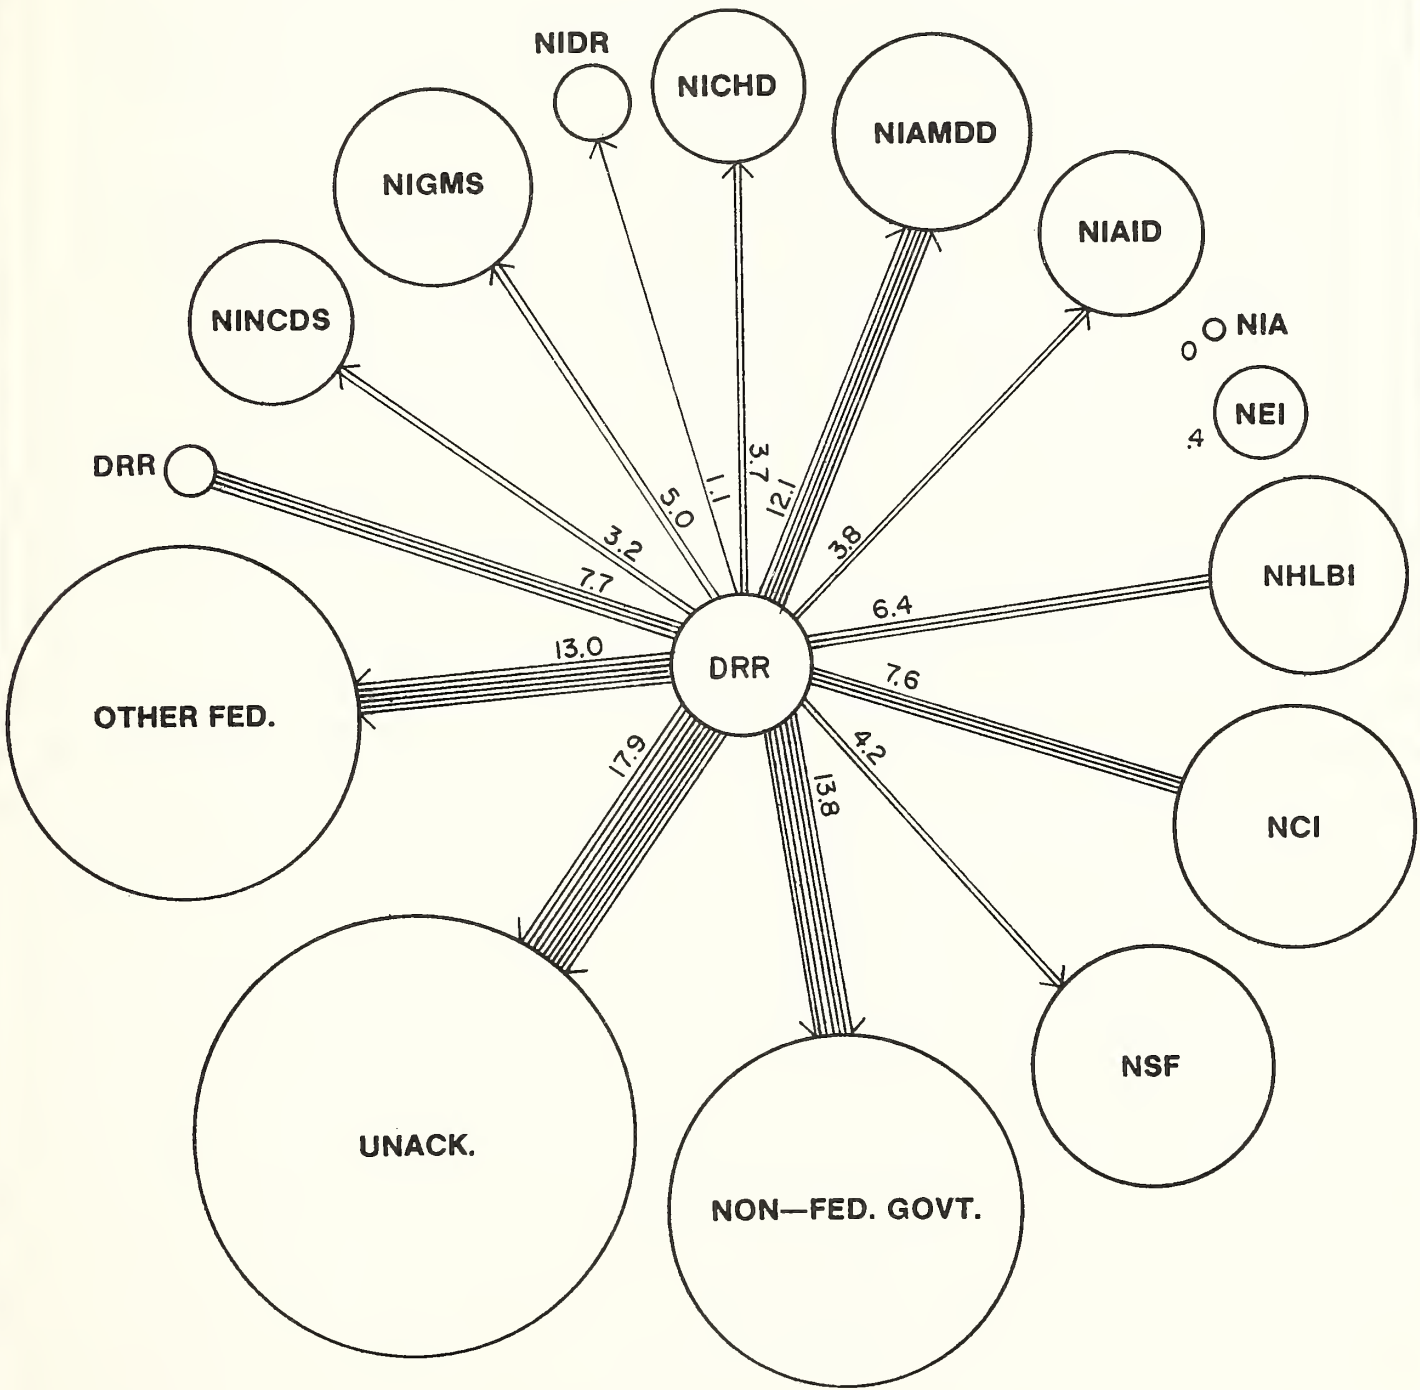 NIDR
NICHD
NIAMDD
NIGMS
NIAID
NINCDS
NIA
0
NEI
.4
DRR
3.7
1.1
12.1
5.0
3.8
3.2
7.7
NHLBI
6.4
13.0
DRR
7.6
OTHER FED.
17.9
4.2
13.8
NCI
NSF
UNACK.
NON—FED. GOVT.